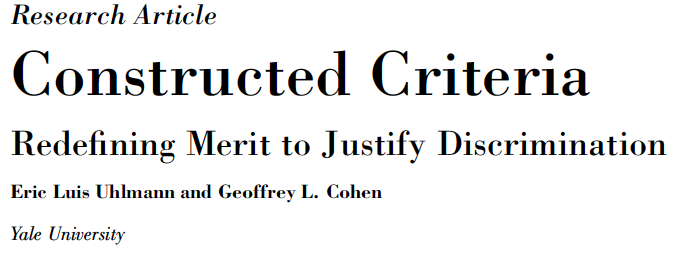 Research Article
Constructed Criteria
Redefining Merit to Justify Discrimination
Eric Luis Uhlmann and Geoffrey L. Cohen
Yale University